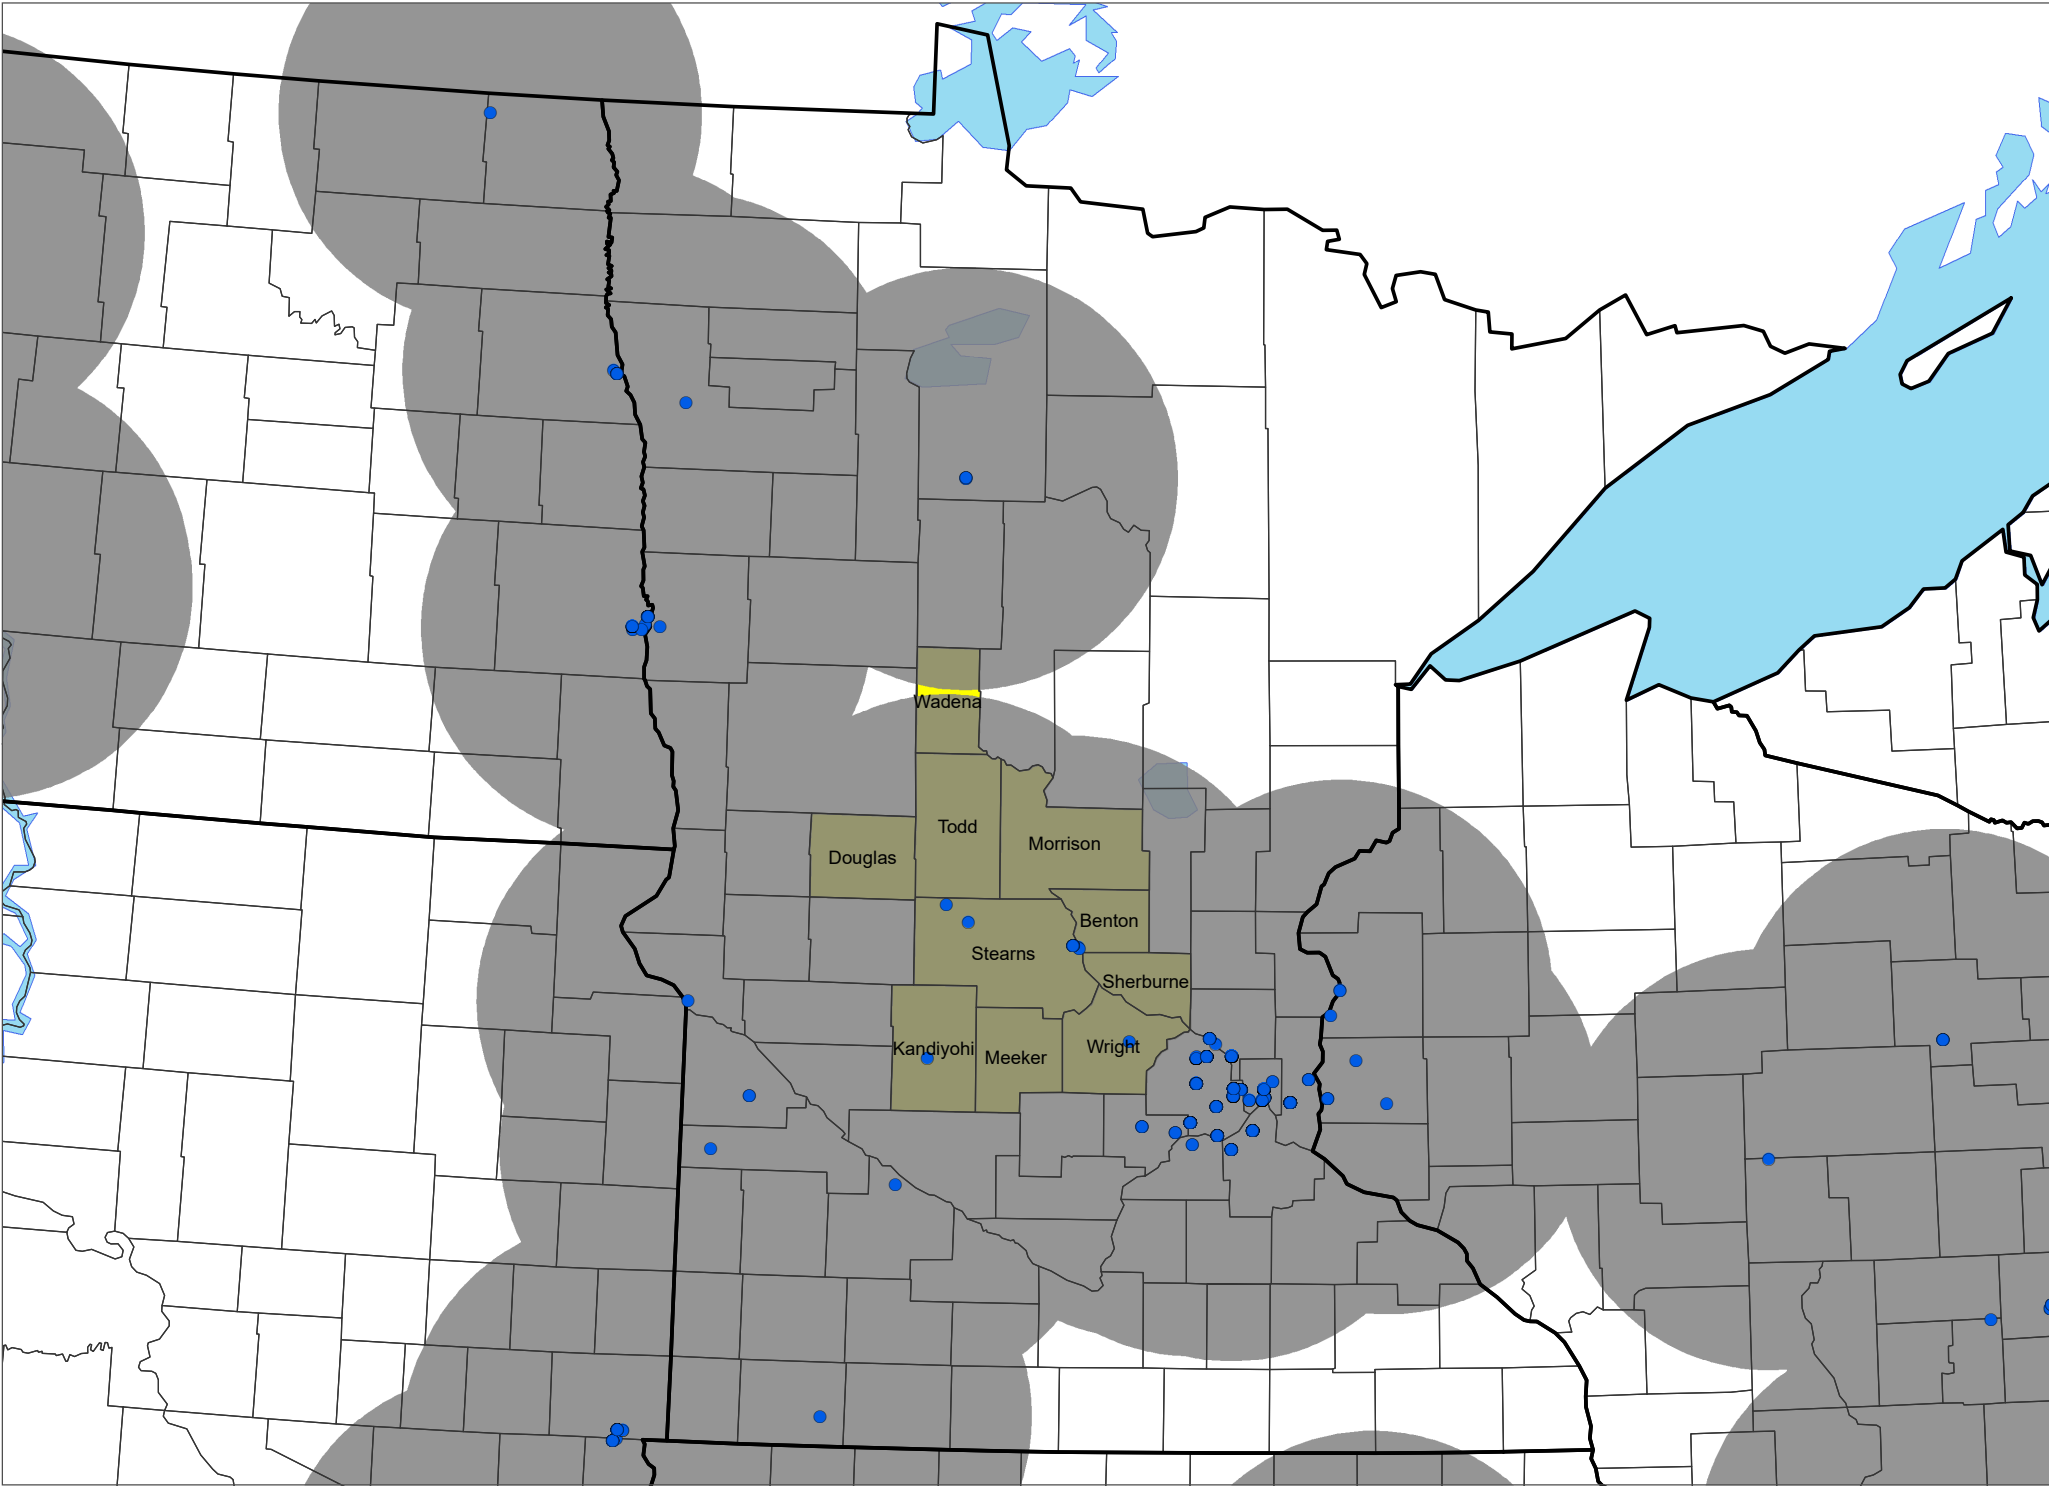 Wadena
Todd
Morrison
Douglas
Benton
Stearns
Sherburne
Kandiyohi
Meeker
Wright